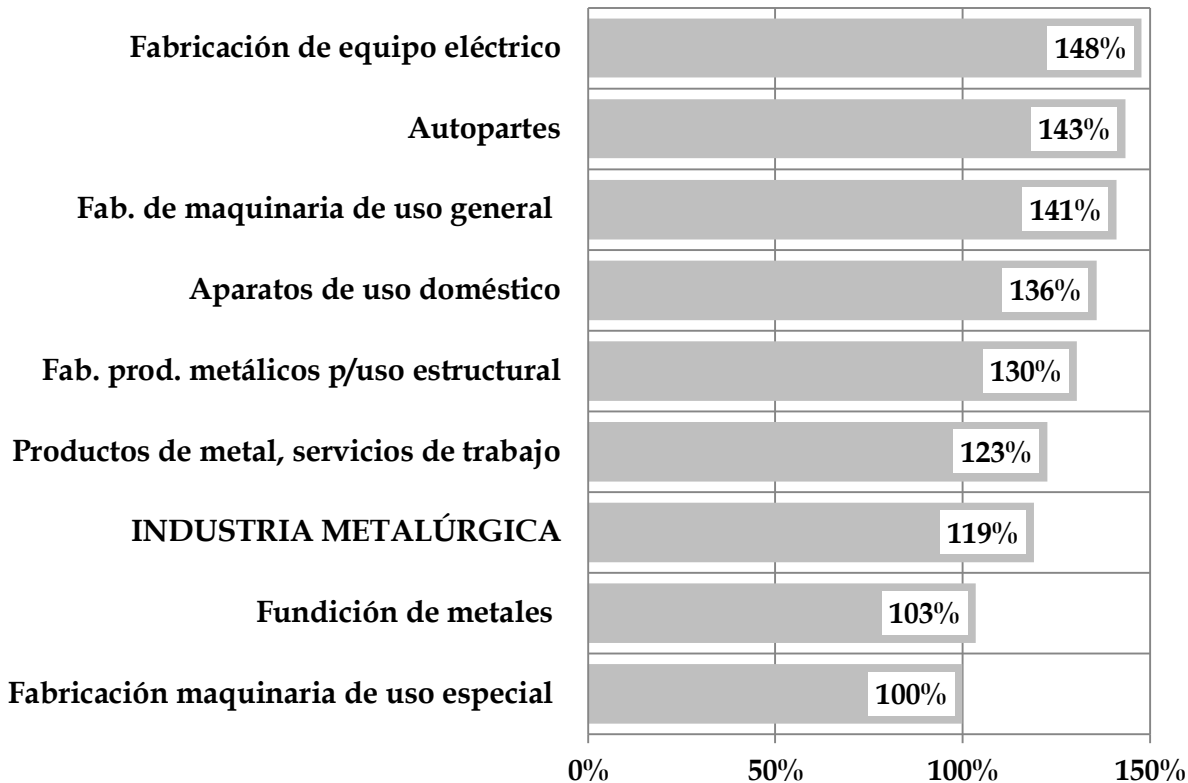 Fabricación de equipo eléctrico
148%
Autopartes
143%
Fab. de maquinaria de uso general
141%
Aparatos de uso doméstico
136%
Fab. prod. metálicos p/uso estructural
130%
Productos de metal, servicios de trabajo
123%
INDUSTRIA METALÚRGICA
119%
Fundición de metales
103%
Fabricación maquinaria de uso especial
100%
0% 50% 100% 150%